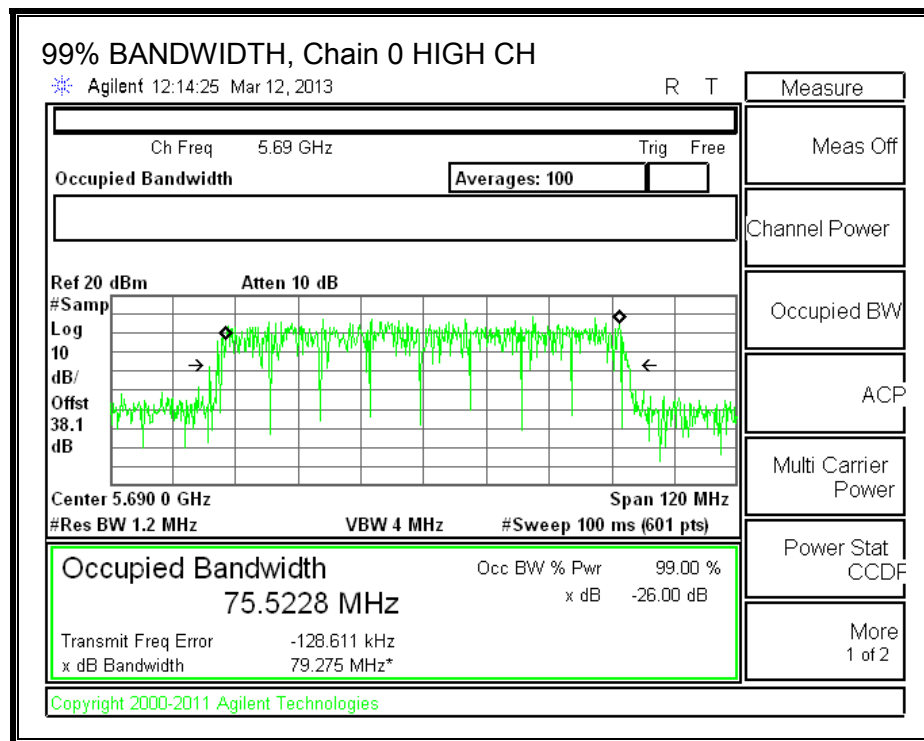 99% BANDWIDTH, Chain 0 HIGH CH
Agilent 12:14:25 Mar 12, 2013 R T
Measure
Ch Freq 5.69 GHz Trig Free
Meas Off
Occupied Bandwidth Averages: 100
Channel Power
Ref 20 dBm Atten 10 dB
#Samp
Log
10
dB/
Offst
38.1
dB
Occupied BW
ACP
Multi Carrier
Power
Center 5.690 0 GHz Span 120 MHz
#Res BW 1.2 MHz VBW 4 MHz #Sweep 100 ms (601 pts)
Power Stat
CCDF
Occupied Bandwidth Occ BW % Pwr 99.00 %
75.5228 MHz x dB -26.00 dB
Transmit Freq Error -128.611 kHz
x dB Bandwidth 79.275 MHz*
More
1 of 2
Copyright 2000-2011 Agilent Technologies